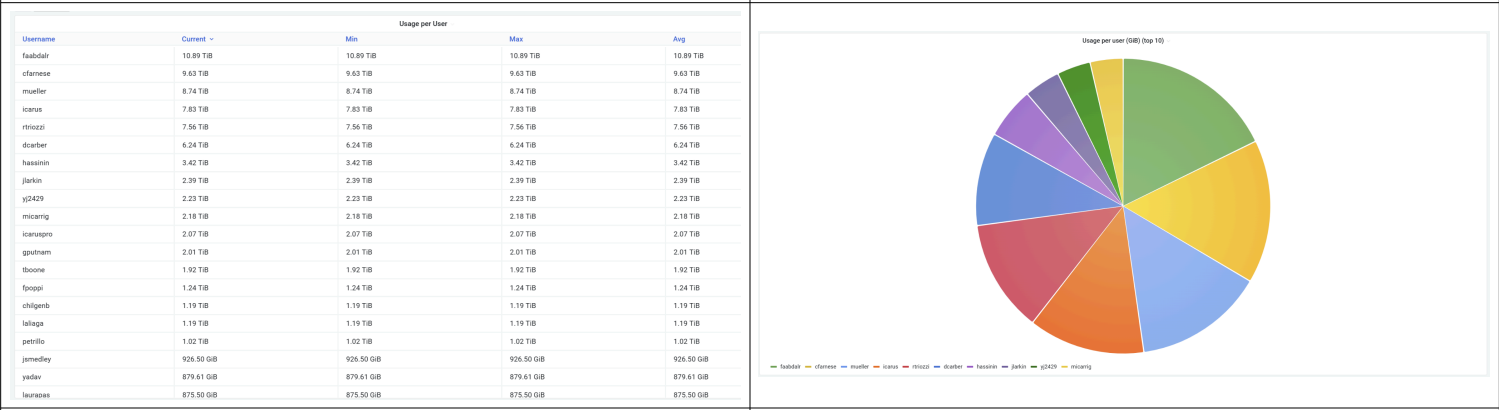 Usage per User
Username Current Min Max Avg
faabdalr 10.89 TiB 10.89 TiB 10.89 TiB 10.89 TiB
cfarnese 9.63 TiB 9.63 TiB 9.63 TiB 9.63 TiB
mueller 8.74 TiB 8.74 TiB 8.74 TiB 8.74 TiB
icarus 7.83 TiB 7.83 TiB 7.83 TiB 7.83 TiB
rtriozzi 7.56 TiB 7.56 TiB 7.56 TiB 7.56 TiB
dcarber 6.24 TiB 6.24 TiB 6.24 TiB 6.24 TiB
hassinin 3.42 TiB 3.42 TiB 3.42 TiB 3.42 TiB
jlarkin 2.39 TiB 2.39 TiB 2.39 TiB 2.39 TiB
yj2429 2.23 TiB 2.23 TiB 2.23 TiB 2.23 TiB
micarrig 2.18 TiB 2.18 TiB 2.18 TiB 2.18 TiB
icaruspro 2.07 TiB 2.07 TiB 2.07 TiB 2.07 TiB
gputnam 2.01 TiB 2.01 TiB 2.01 TiB 2.01 TiB
tboone 1.92 TiB 1.92 TiB 1.92 TiB 1.92 TiB
fpoppi 1.24 TiB 1.24 TiB 1.24 TiB 1.24 TiB
chilgenb 1.19 TiB 1.19 TiB 1.19 TiB 1.19 TiB
laliaga 1.19 TiB 1.19 TiB 1.19 TiB 1.19 TiB
petrillo 1.02 TiB 1.02 TiB 1.02 TiB 1.02 TiB
jsmedley 926.50 GiB 926.50 GiB 926.50 GiB 926.50 GiB
yadav 879.61 GiB 879.61 GiB 879.61 GiB 879.61 GiB
laurapas 875.50 GiB 875.50 GiB 875.50 GiB 875.50 GiB
Usage per user (GiB) (top 10)
faabdalr cfarnese mueller icarus rtriozzi dcarber hassinin jlarkin yj2429 micarrig